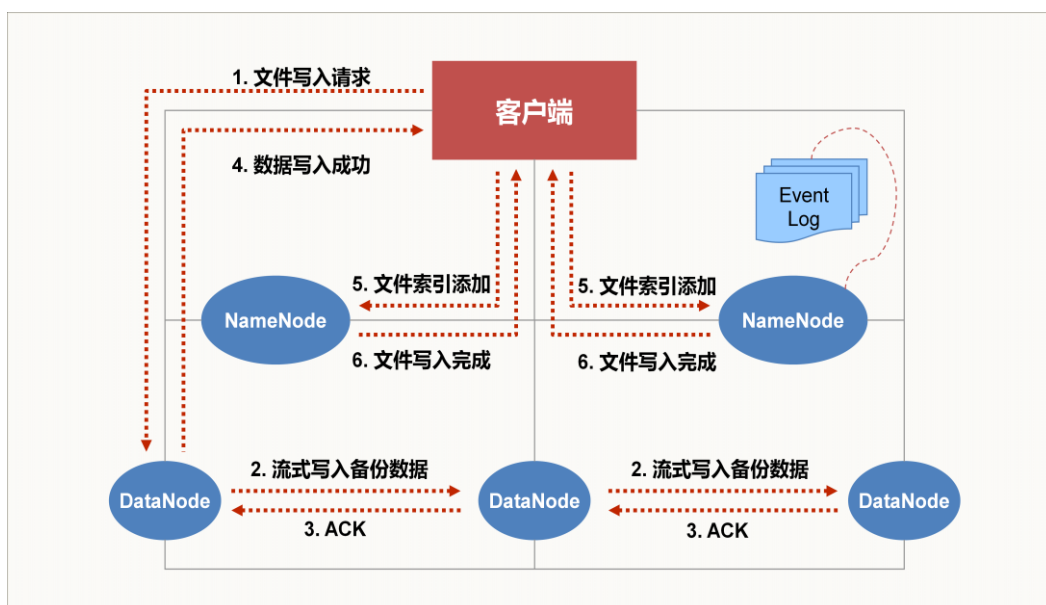 1. 文件写入请求
客户端
4. 数据写入成功
Event
Log
5. 文件索引添加
5. 文件索引添加
NameNode
NameNode
6. 文件写入完成
6. 文件写入完成
2. 流式写入备份数据
2. 流式写入备份数据
DataNode
DataNode
DataNode
3. ACK
3. ACK